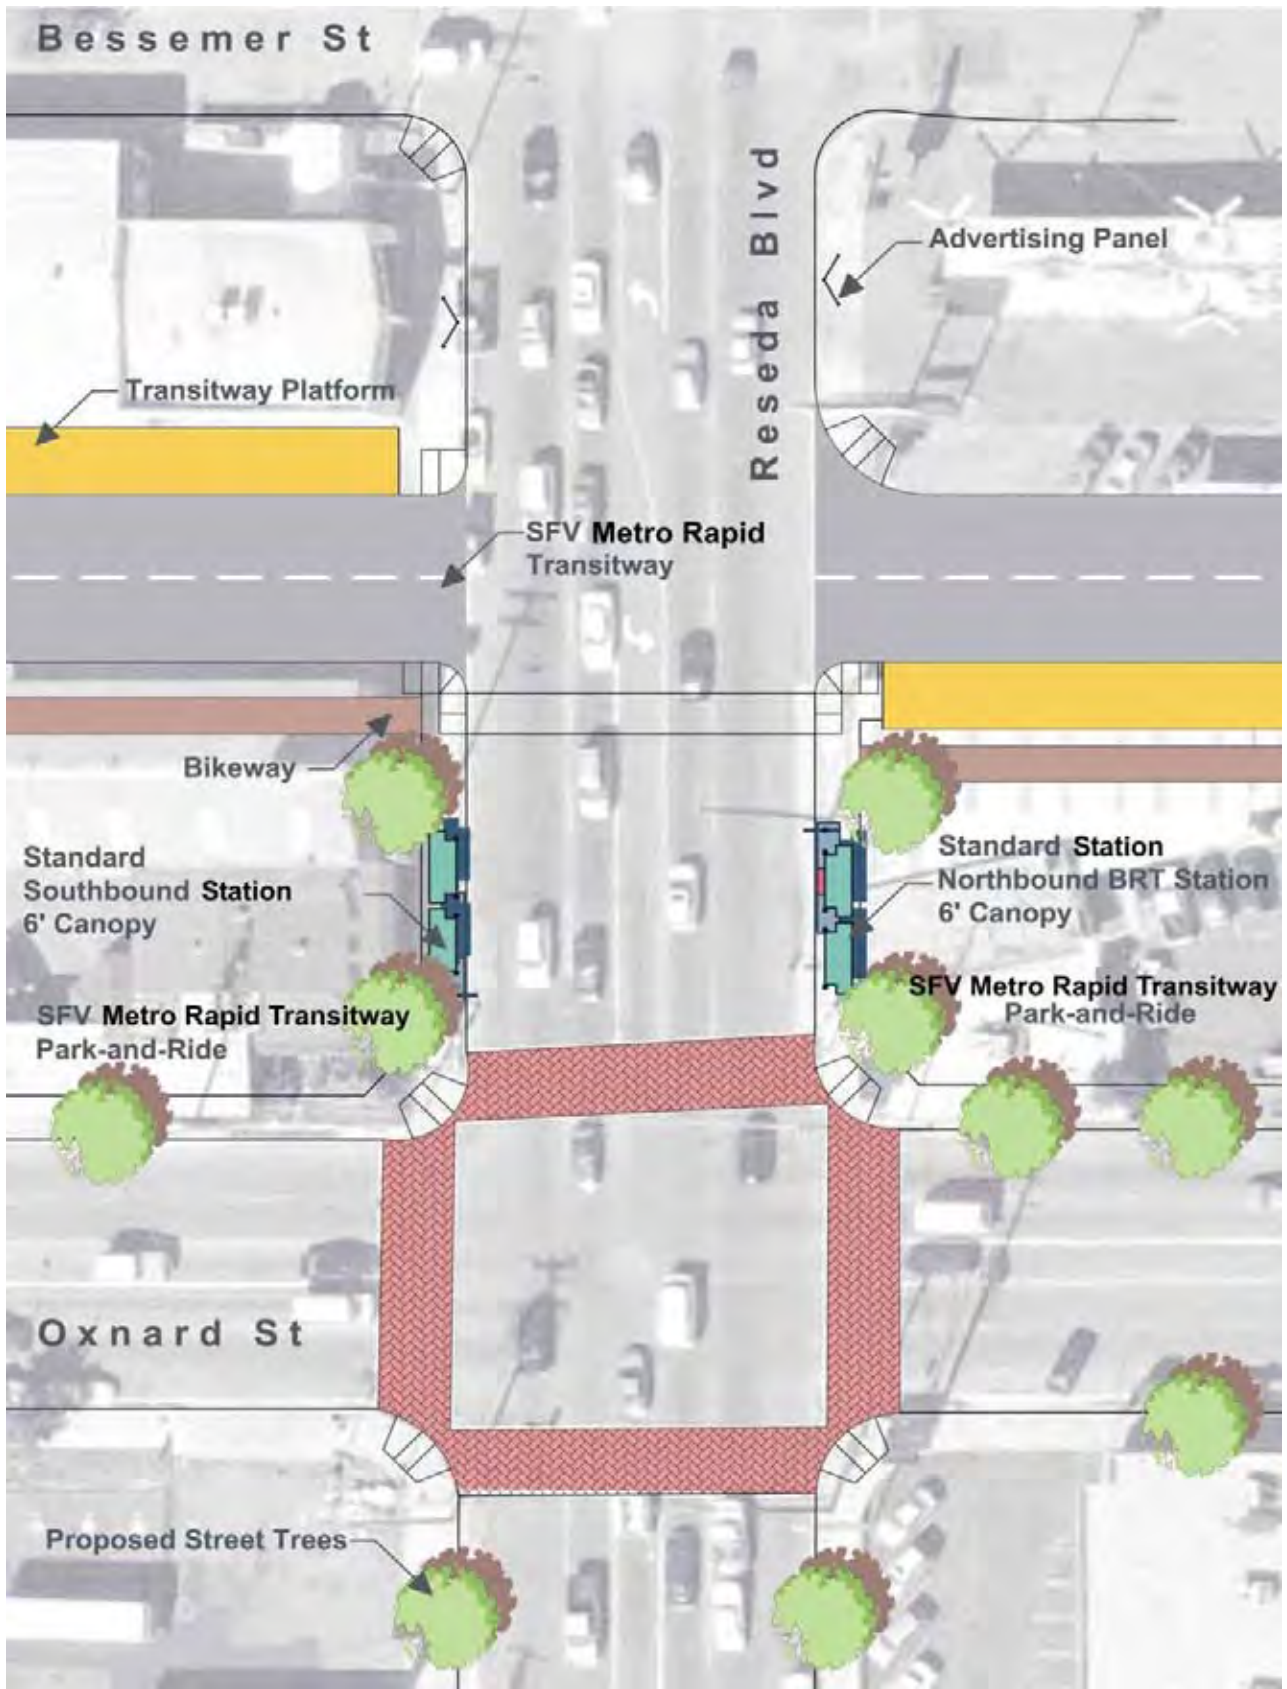 Bessemer St
Reseda Blvd
Advertising Panel
Transitway Platform
SFV Metro Rapid
Transitway
Bikeway
Standard
Southbound Station
6' Canopy
Standard Station
Northbound BRT Station
6' Canopy
SFV Metro Rapid Transitway
Park-and-Ride
SFV Metro Rapid Transitway
Park-and-Ride
Oxnard St
Proposed Street Trees